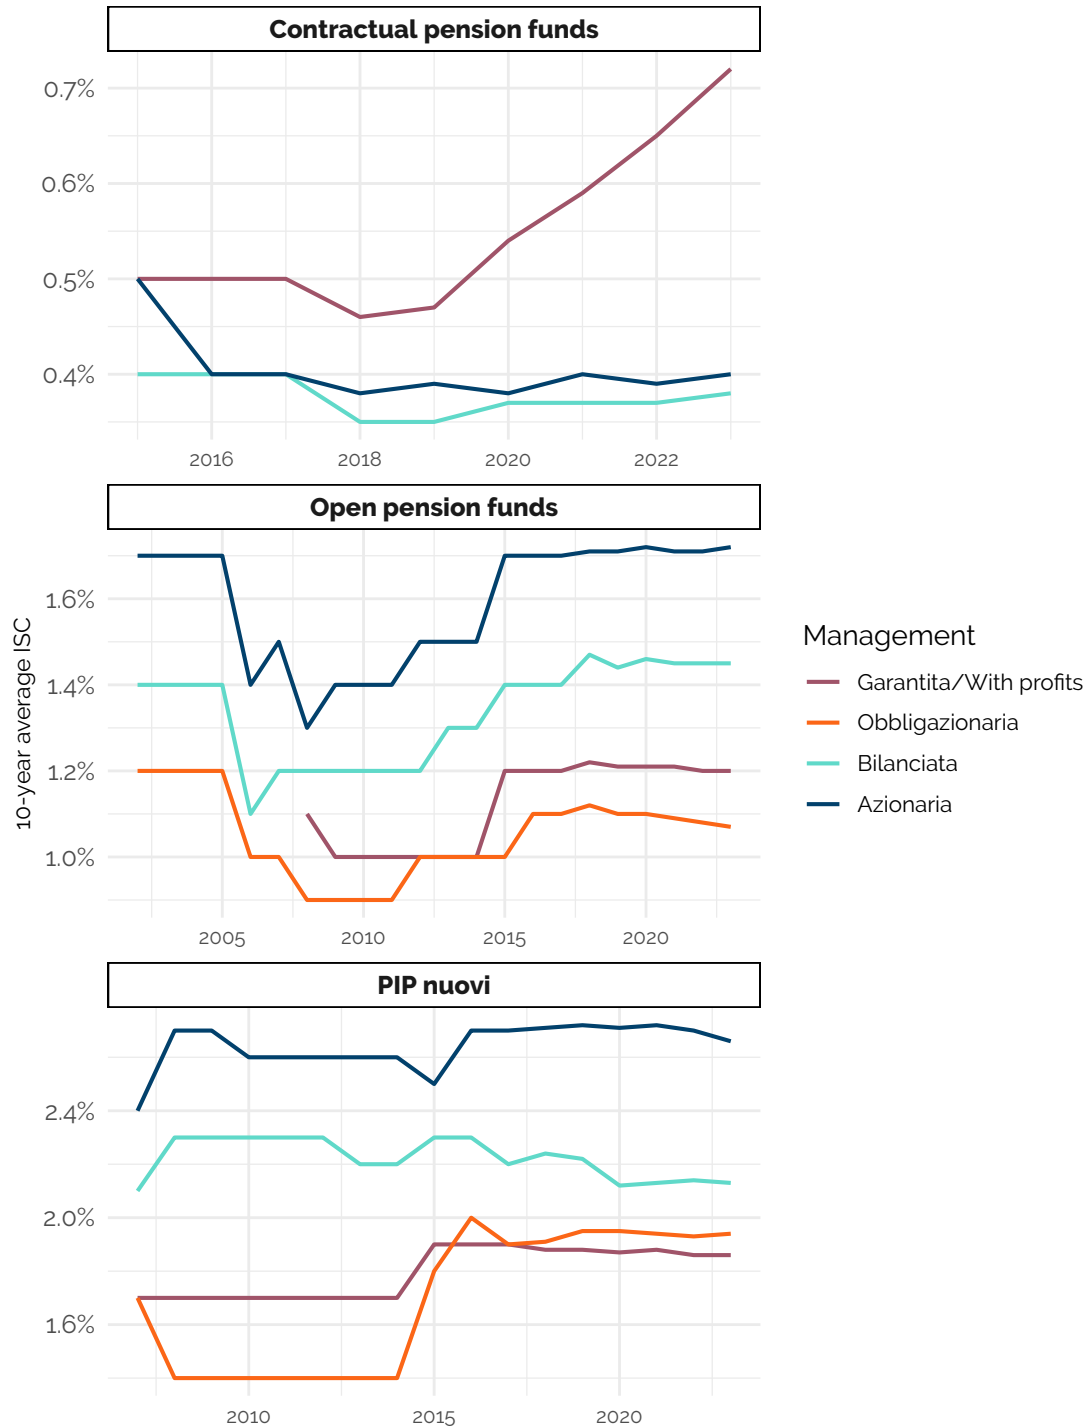 Contractual pension funds
0.7%
0.6%
0.5%
0.4%
2016 2018 2020 2022
Open pension funds
1.6%
1.4%
1.2%
1.0%
2005 2010 2015 2020
10-year average ISC
PIP nuovi
2.4%
2.0%
1.6%
2010 2015 2020
Management
Garantita/With profits
Obbligazionaria
Bilanciata
Azionaria